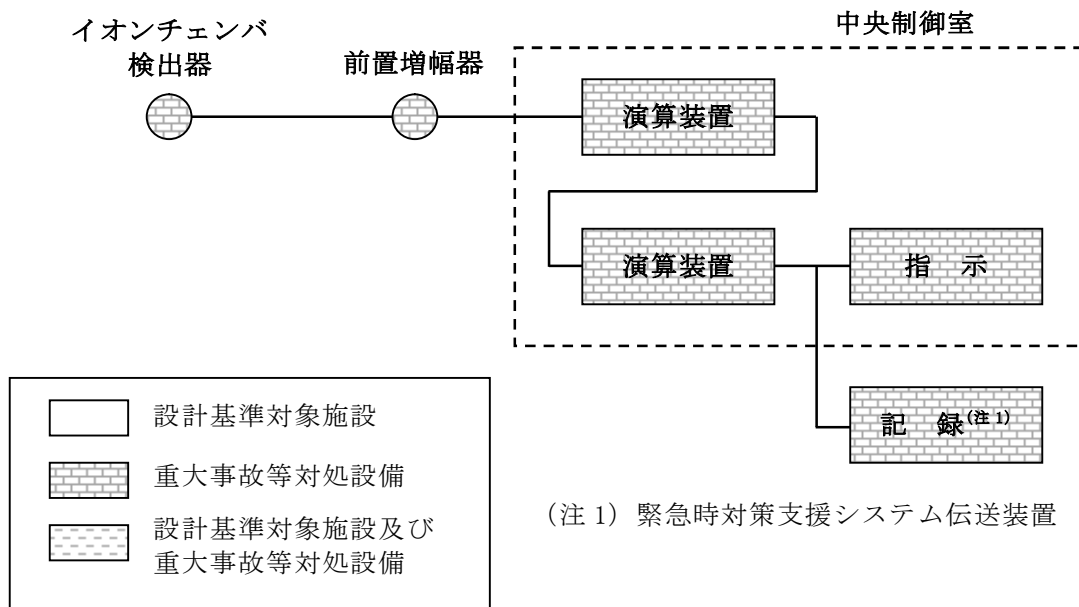 イオンチェンバ
検出器
前置増幅器
中央制御室
演算装置
演算装置
指 示
記 録(注1)
設計基準対象施設
重大事故等対処設備
設計基準対象施設及び
重大事故等対処設備
(注1) 緊急時対策支援システム伝送装置